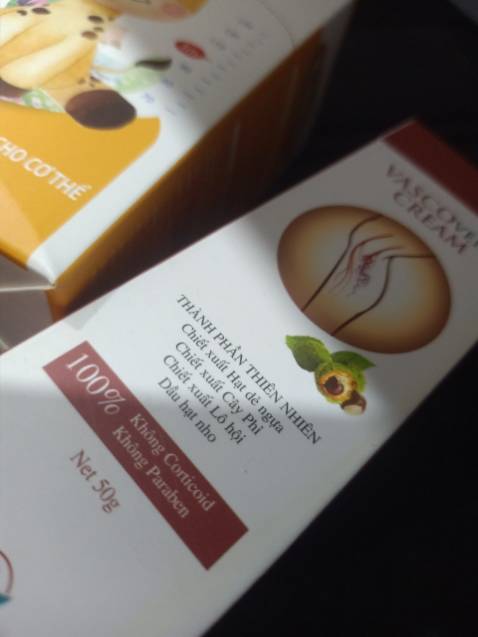 CHO CƠ THỂ
CREAM
THÀNH PHẦN THIÊN NHIÊN
Chiết xuất Hạt dẻ ngựa
Chiết xuất Cây Phỉ
Chiết xuất Lô hội
Dầu hạt nho
100%
Không Corticoid
Không Paraben
Net 50g